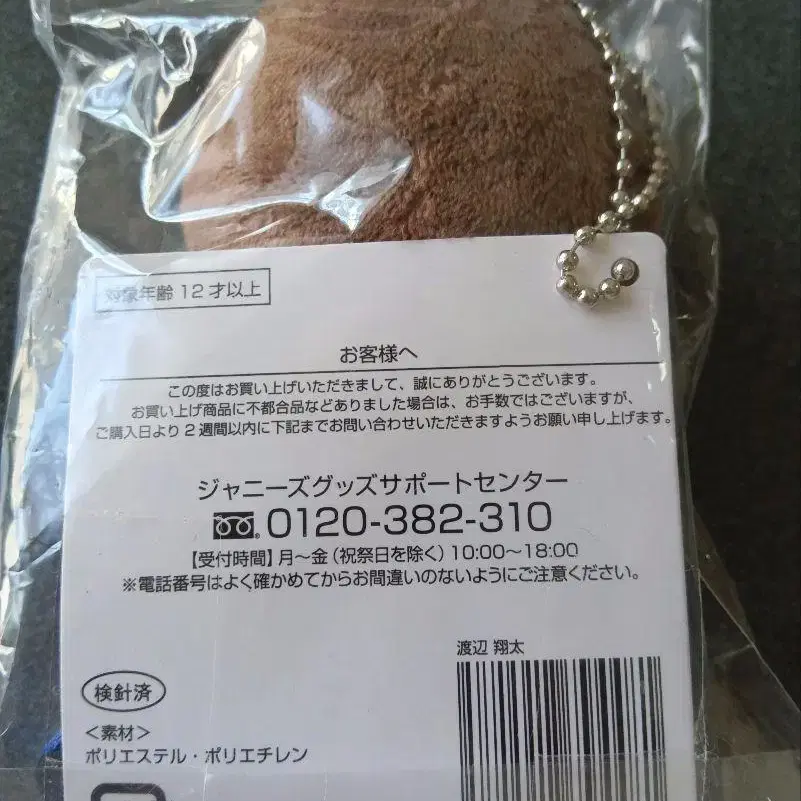 対象年齢 12 才以上
お客様へ
この度はお買い上げいただきまして、誠にありがとうございます。
お買い上げ商品に不都合品などありました場合は、お手数ではございますが、
ご購入日より 2 週間以内に下記までお問い合わせいただきますようお願い申し上げます。
ジャニーズグッズサポートセンター
0120-382-310
【受付時間】月〜金（祝祭日を除く）10:00〜18:00
※電話番号はよく確かめてからお間違いのないようにご注意ください。
渡辺 翔太
検針済
＜素材＞
ポリエステル・ポリエチレン